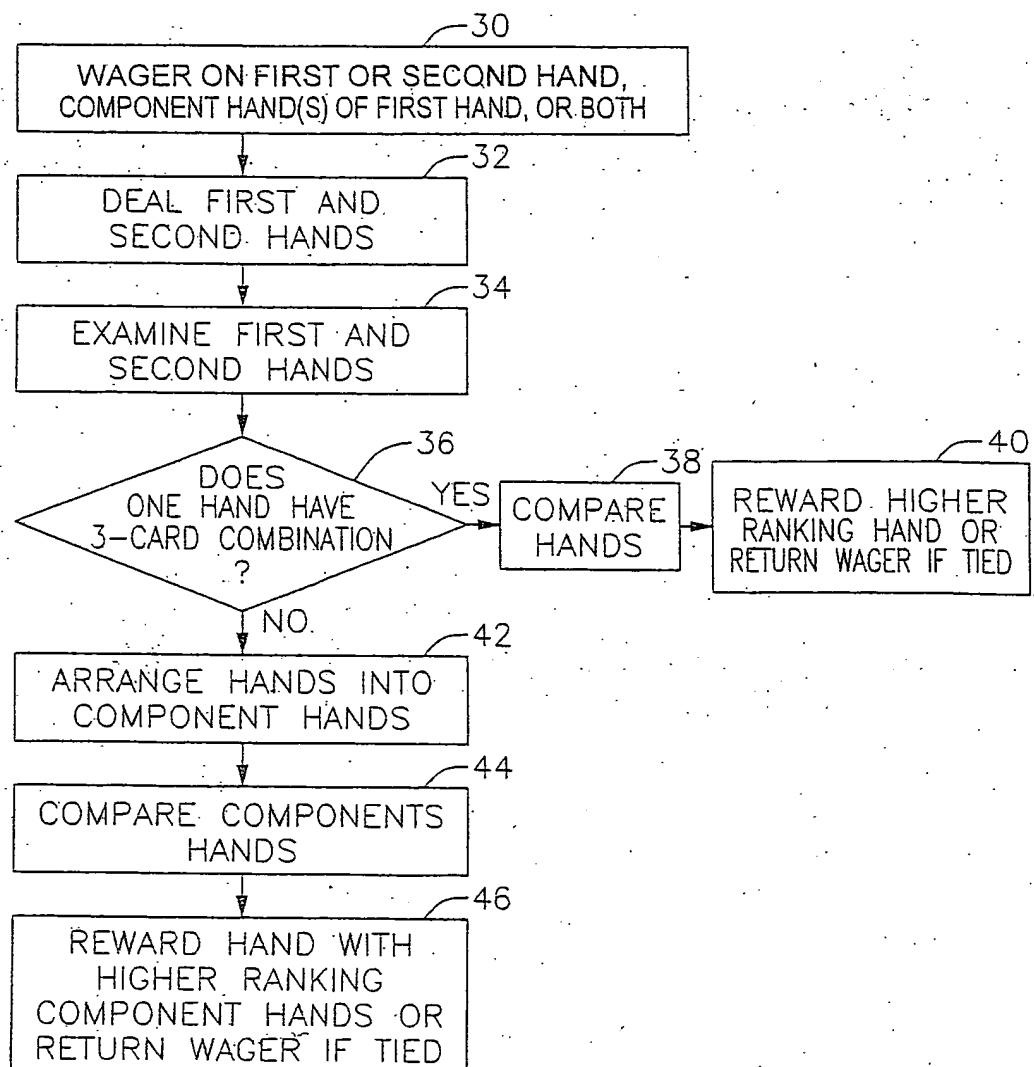 30
WAGER ON FIRST OR SECOND HAND,
COMPONENT HAND(S) OF FIRST HAND, OR BOTH
32
DEAL FIRST AND
SECOND HANDS
34
EXAMINE FIRST AND
SECOND HANDS
36
DOES
ONE HAND HAVE
3-CARD COMBINATION
?
YES
38
COMPARE
HANDS
40
REWARD HIGHER
RANKING HAND OR
RETURN WAGER IF TIED
NO
42
ARRANGE HANDS INTO
COMPONENT HANDS
44
COMPARE COMPONENTS
HANDS
46
REWARD HAND WITH
HIGHER RANKING
COMPONENT HANDS OR
RETURN WAGER IF TIED